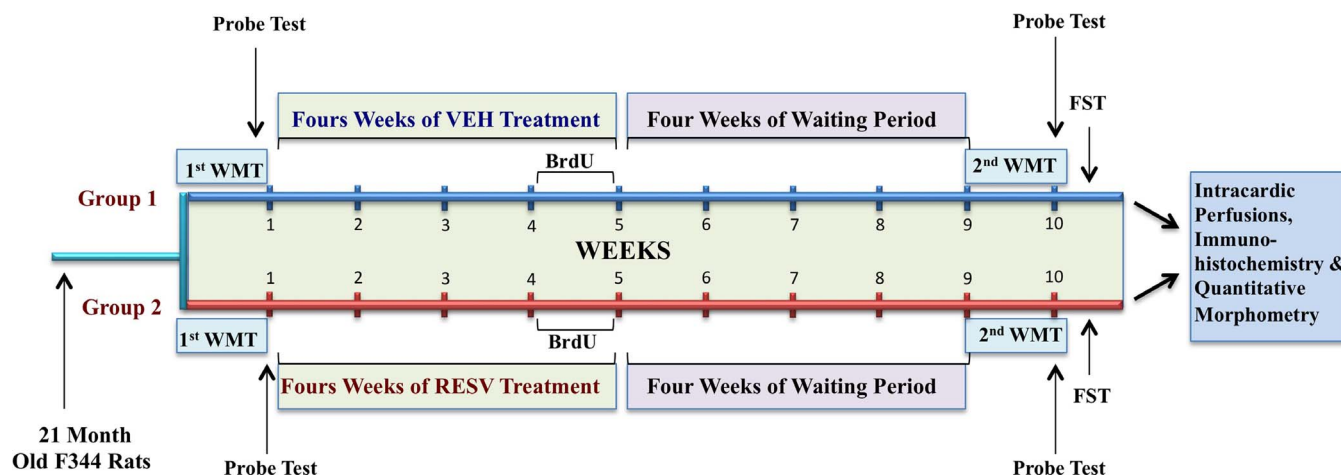 Probe Test
Probe Test
FST
Fours Weeks of VEH Treatment
Four Weeks of Waiting Period
BrdU
1st WMT
2nd WMT
Group 1
1 2 3 4 5 6 7 8 9 10
WEEKS
1 2 3 4 5 6 7 8 9 10
Group 2
1st WMT
BrdU
2nd WMT
Fours Weeks of RESV Treatment
Four Weeks of Waiting Period
FST
21 Month
Old F344 Rats
Probe Test
Probe Test
Intracardic
Perfusions,
Immuno-
histochemistry &
Quantitative
Morphometry